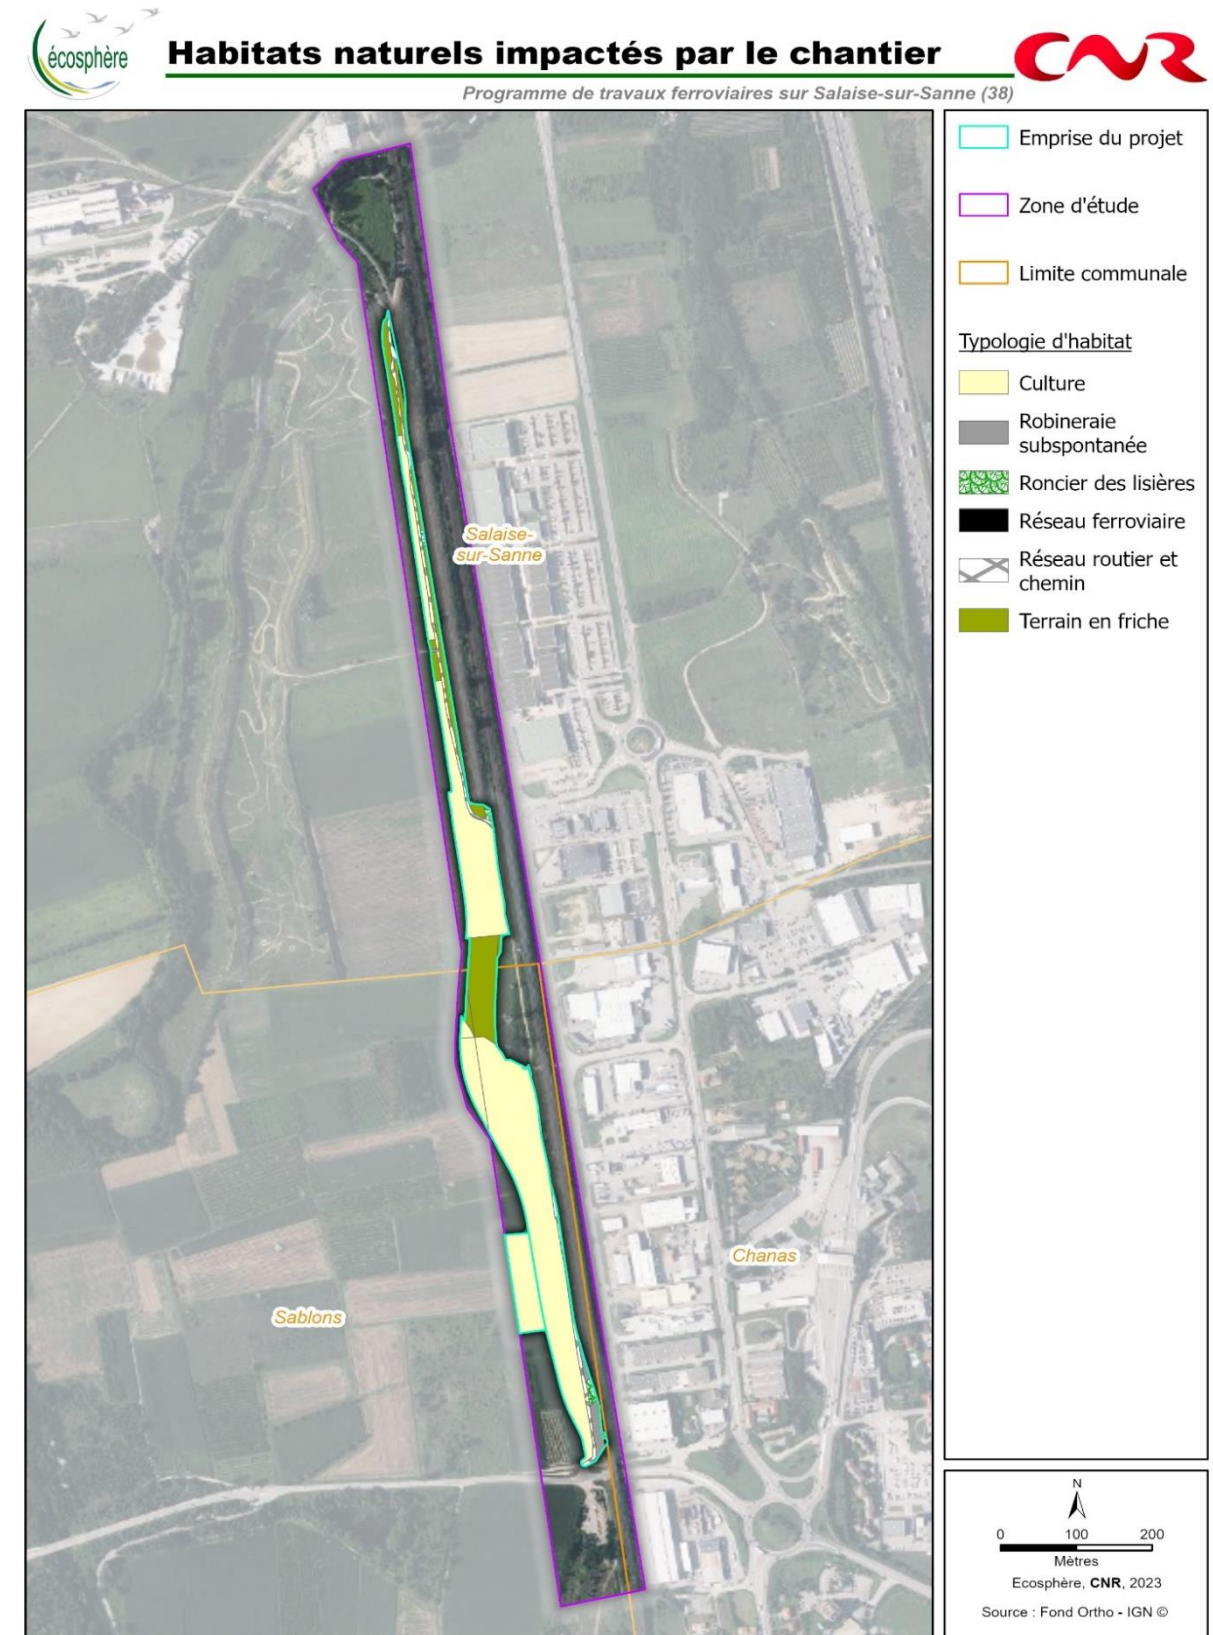 écosphère
Habitats naturels impactés par le chantier
CNR
Programme de travaux ferroviaires sur Salaise-sur-Sanne (38)
Emprise du projet
Zone d'étude
Limite communale
Typologie d'habitat
Culture
Robineraie
subspontanée
Roncier des lisières
Réseau ferroviaire
Réseau routier et
chemin
Terrain en friche
Salaise-
sur-Sanne
Chanas
Sablons
N
0 100 200
Mètres
Ecosphère, CNR, 2023
Source : Fond Ortho - IGN ©